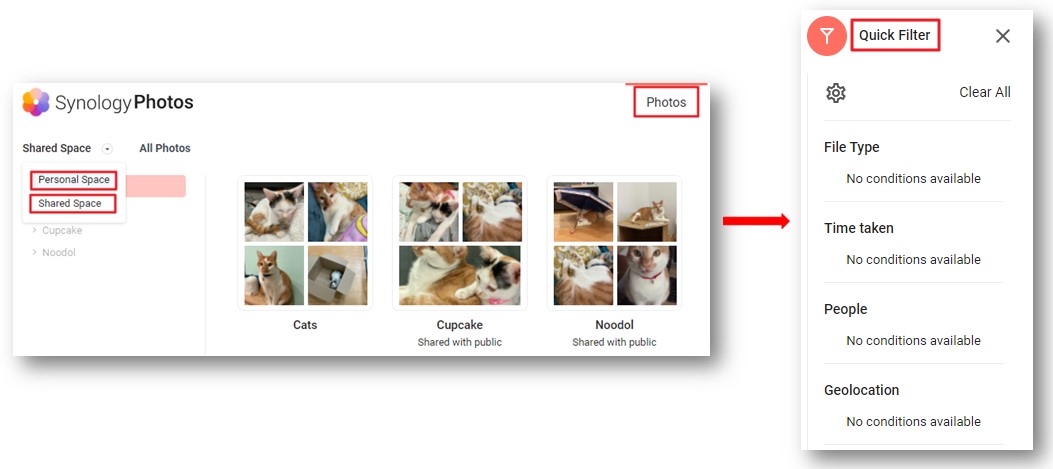 Synology Photos
Photos
Shared Space
All Photos
Personal Space
Shared Space
Cupcake
Noodol
Cats
Cupcake
Shared with public
Noodol
Shared with public
Quick Filter
Clear All
File Type
No conditions available
Time taken
No conditions available
People
No conditions available
Geolocation
No conditions available